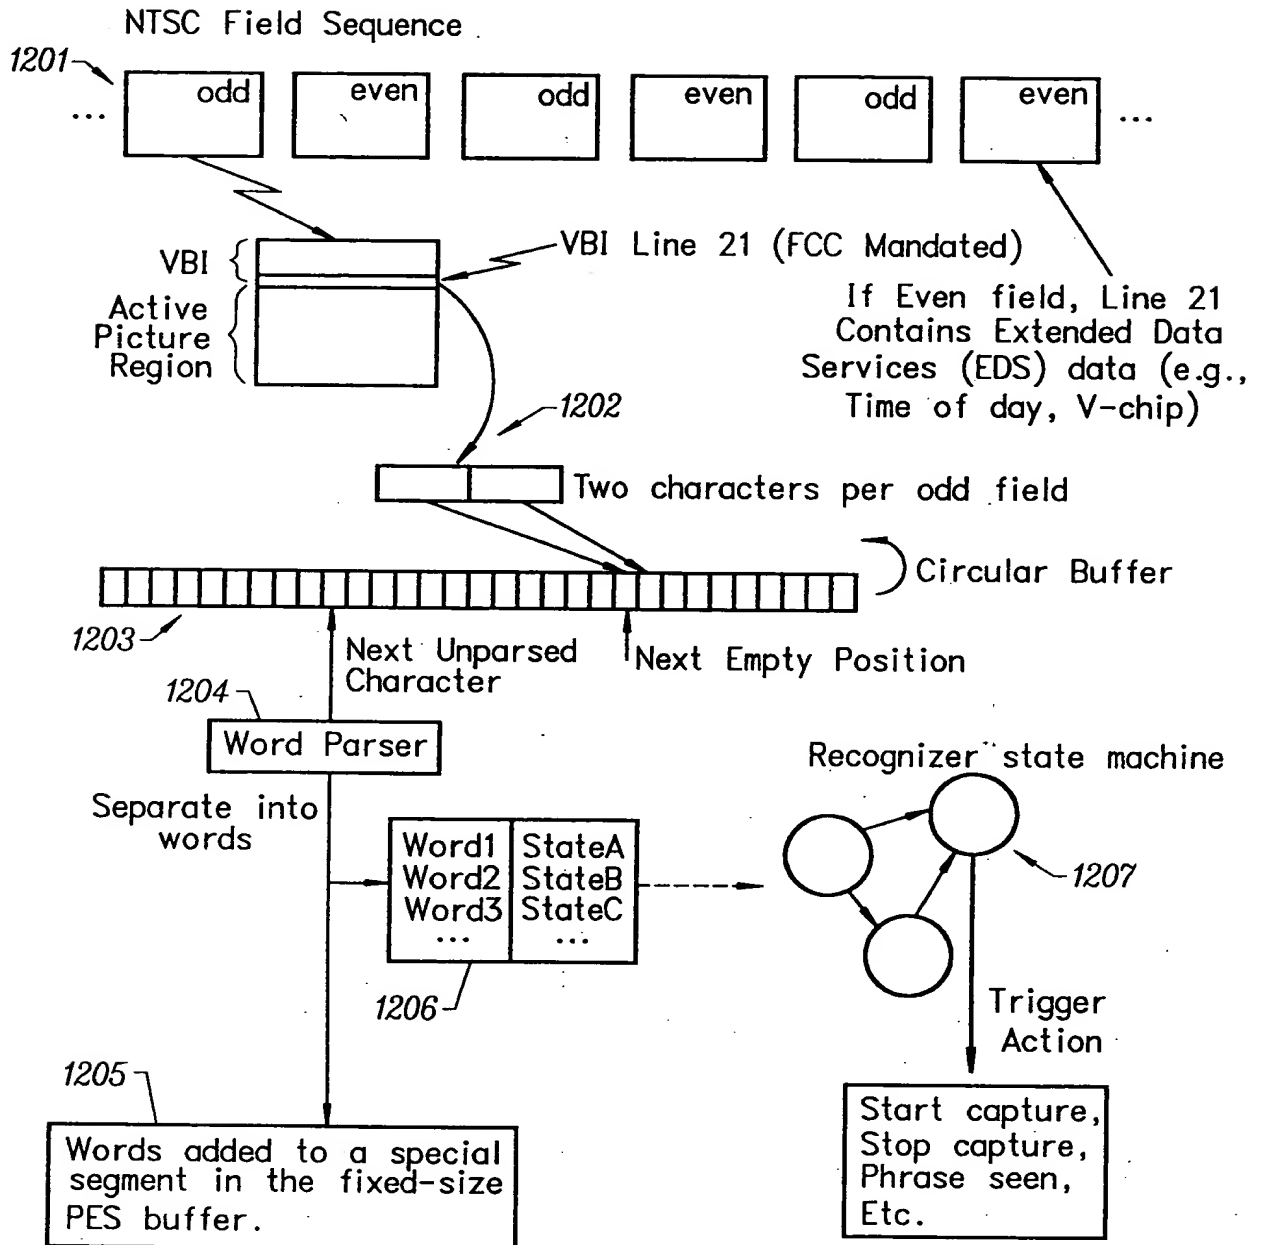 NTSC Field Sequence
1201
odd
even
odd
even
odd
even
...
...
VBI
VBI Line 21 (FCC Mandated)
Active
Picture
Region
If Even field, Line 21
Contains Extended Data
Services (EDS) data (e.g.,
Time of day, V-chip)
1202
Two characters per odd field
Circular Buffer
1203
Next Unparsed
Character
Next Empty Position
1204
Word Parser
Recognizer state machine
Separate into
words
Word1 StateA
Word2 StateB
Word3 StateC
... ...
1207
1206
Trigger
Action
1205
Words added to a special
segment in the fixed-size
PES buffer.
Start capture,
Stop capture,
Phrase seen,
Etc.